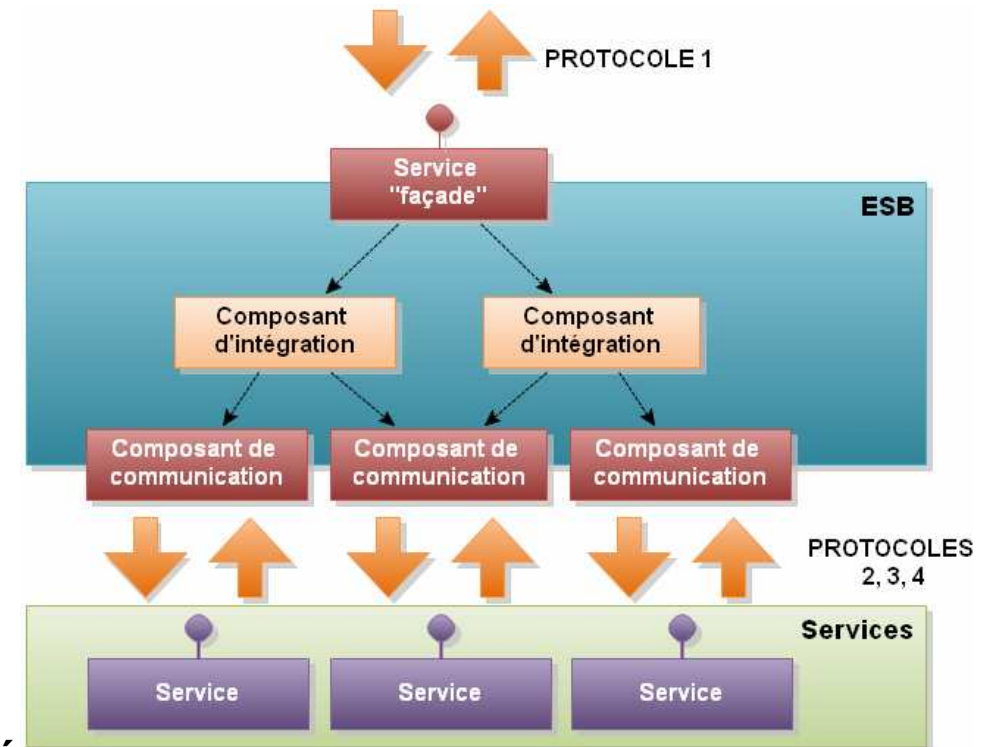 PROTOCOLE 1
Service
"façade"
ESB
Composant
d'intégration
Composant
d'intégration
Composant de
communication
Composant de
communication
Composant de
communication
PROTOCOLES
2, 3, 4
Services
Service
Service
Service